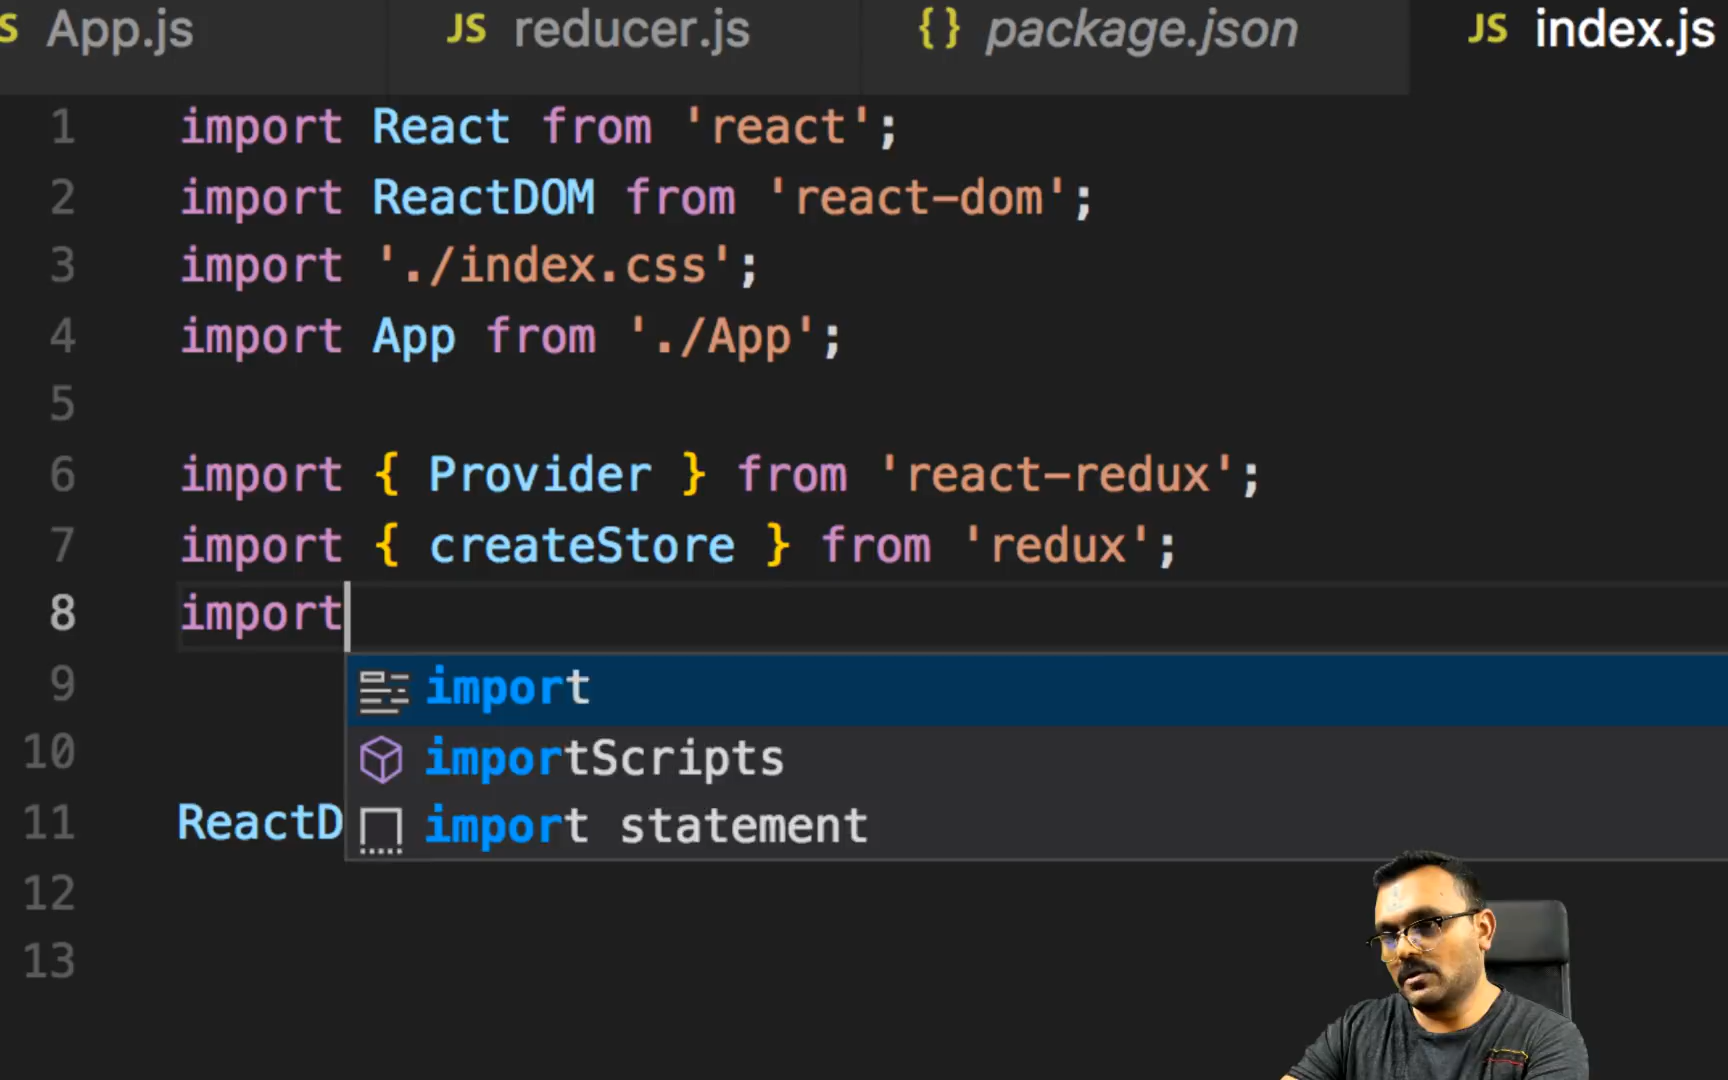 S App.js
JS reducer.js
{} package.json
JS index.js
1 import React from 'react';
2 import ReactDOM from 'react-dom';
3 import './index.css';
4 import App from './App';
5
6 import { Provider } from 'react-redux';
7 import { createStore } from 'redux';
8 import
import
9
importScripts
10
11 ReactD
import statement
12
13